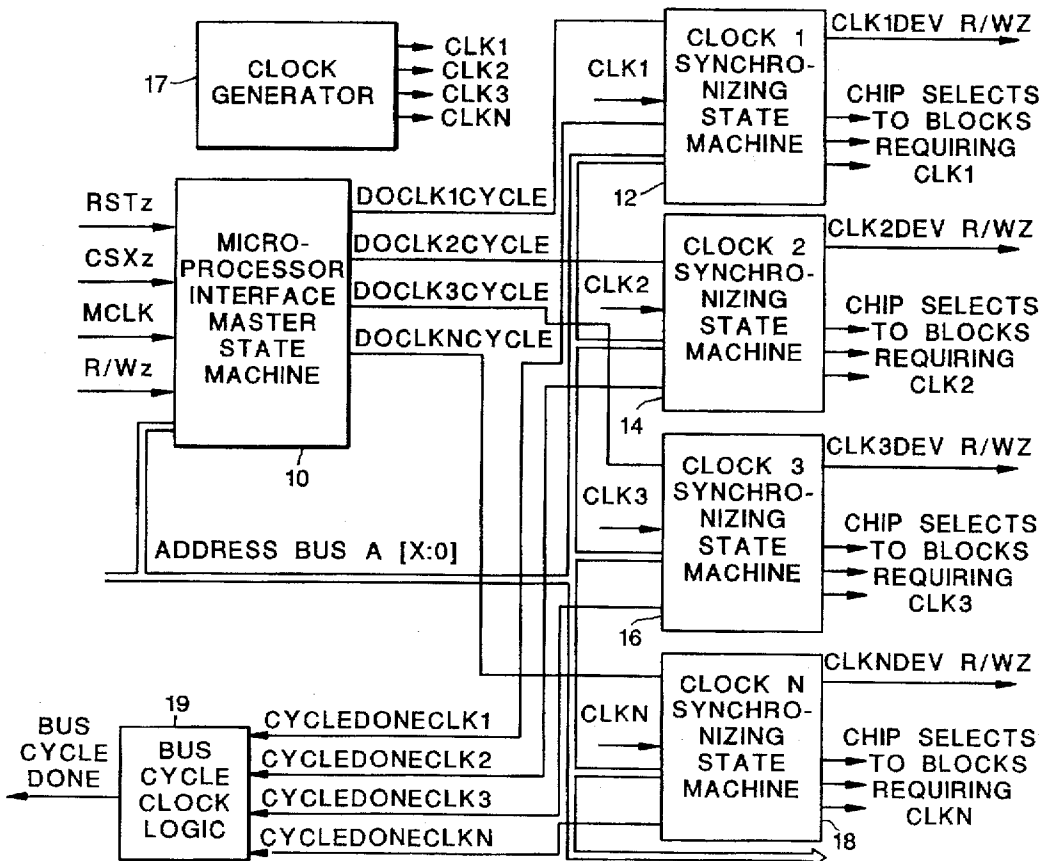 17
CLOCK
GENERATOR
CLK1
CLK2
CLK3
CLKN
RSTz
CSXz
MCLK
R/Wz
MICRO-
PROCESSOR
INTERFACE
MASTER
STATE
MACHINE
10
DOCLK1CYCLE
DOCLK2CYCLE
DOCLK3CYCLE
DOCLKNCYCLE
ADDRESS BUS A [X:0]
CLK1
CLOCK 1
SYNCHRO-
NIZING
STATE
MACHINE
12
CLK1DEV R/WZ
CHIP SELECTS
TO BLOCKS
REQUIRING
CLK1
CLK2
CLOCK 2
SYNCHRO-
NIZING
STATE
MACHINE
14
CLK2DEV R/WZ
CHIP SELECTS
TO BLOCKS
REQUIRING
CLK2
CLK3
CLOCK 3
SYNCHRO-
NIZING
STATE
MACHINE
16
CLK3DEV R/WZ
CHIP SELECTS
TO BLOCKS
REQUIRING
CLK3
CLKN
CLOCK N
SYNCHRO-
NIZING
STATE
MACHINE
18
CLKNDEV R/WZ
CHIP SELECTS
TO BLOCKS
REQUIRING
CLKN
19
BUS
CYCLE
CLOCK
LOGIC
BUS
CYCLE
DONE
CYCLEDONECLK1
CYCLEDONECLK2
CYCLEDONECLK3
CYCLEDONECLKN